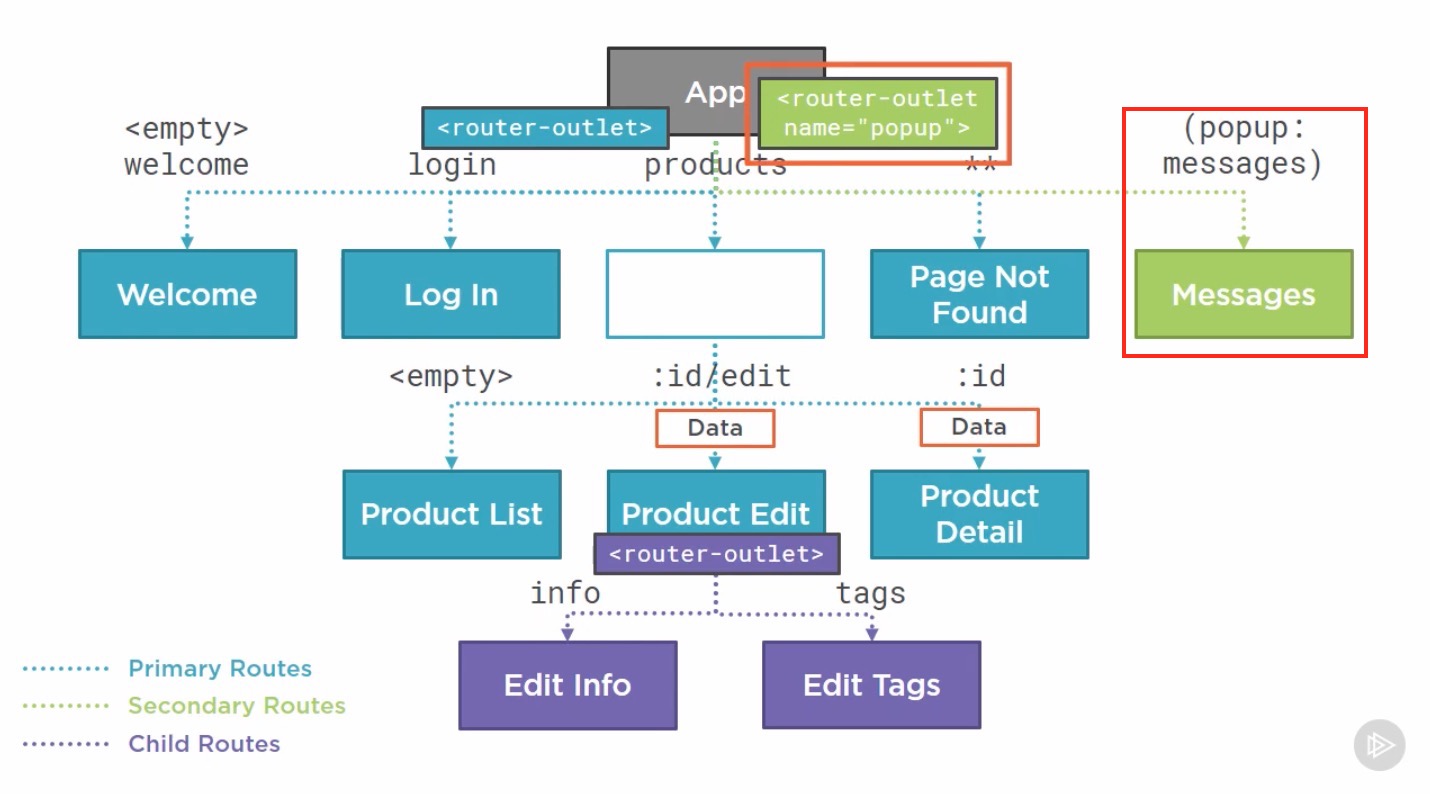 App
<router-outlet
name="popup">
<router-outlet>
<empty>
welcome
login
products
**
(popup:
messages)
Welcome
Log In
Page Not
Found
Messages
<empty>
:id/edit
:id
Data
Data
Product List
Product Edit
<router-outlet>
Product
Detail
info
tags
Edit Info
Edit Tags
Primary Routes
Secondary Routes
Child Routes